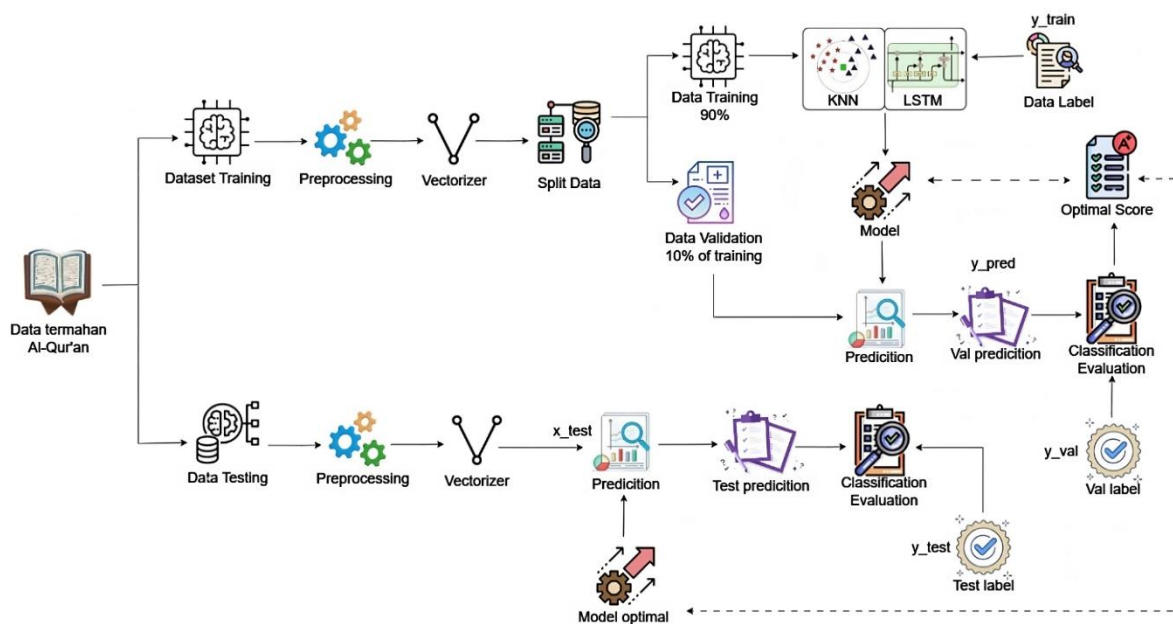 y_train
KNN
LSTM
Data Training
90%
Data Label
Dataset Training
Preprocessing
Vectorizer
Split Data
Optimal Score
Data Validation
10% of training
Model
y_pred
Data termahan
Al-Qur'an
Predicition
Val predicition
Classification
Evaluation
x_test
y_val
Data Testing
Preprocessing
Vectorizer
Predicition
Test predicition
Classification
Evaluation
Val label
y_test
Test label
Model optimal